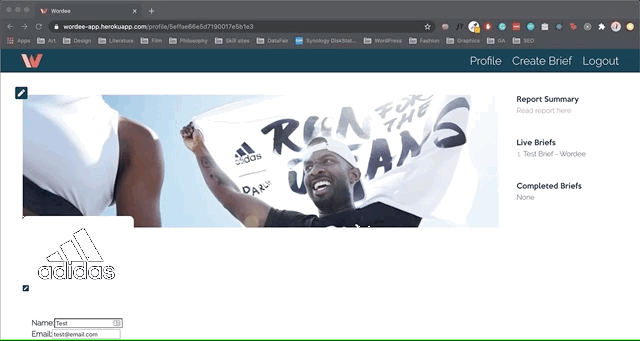 Wordee
wordee-app.herokuapp.com/profile/5effae66e5d7190017e5b1e3
Apps Art Design Literature Film Philosophy Skill sites DataFair Synology DiskStat... WordPress Fashion Graphics GA SEO
W Profile Create Brief Logout
RUN FOR THE OCEANS
adidas
PARLEY
Report Summary
Read report here
Live Briefs
1. Test Brief - Wordee
Completed Briefs
None
adidas
Name: Test
Email: test@email.com